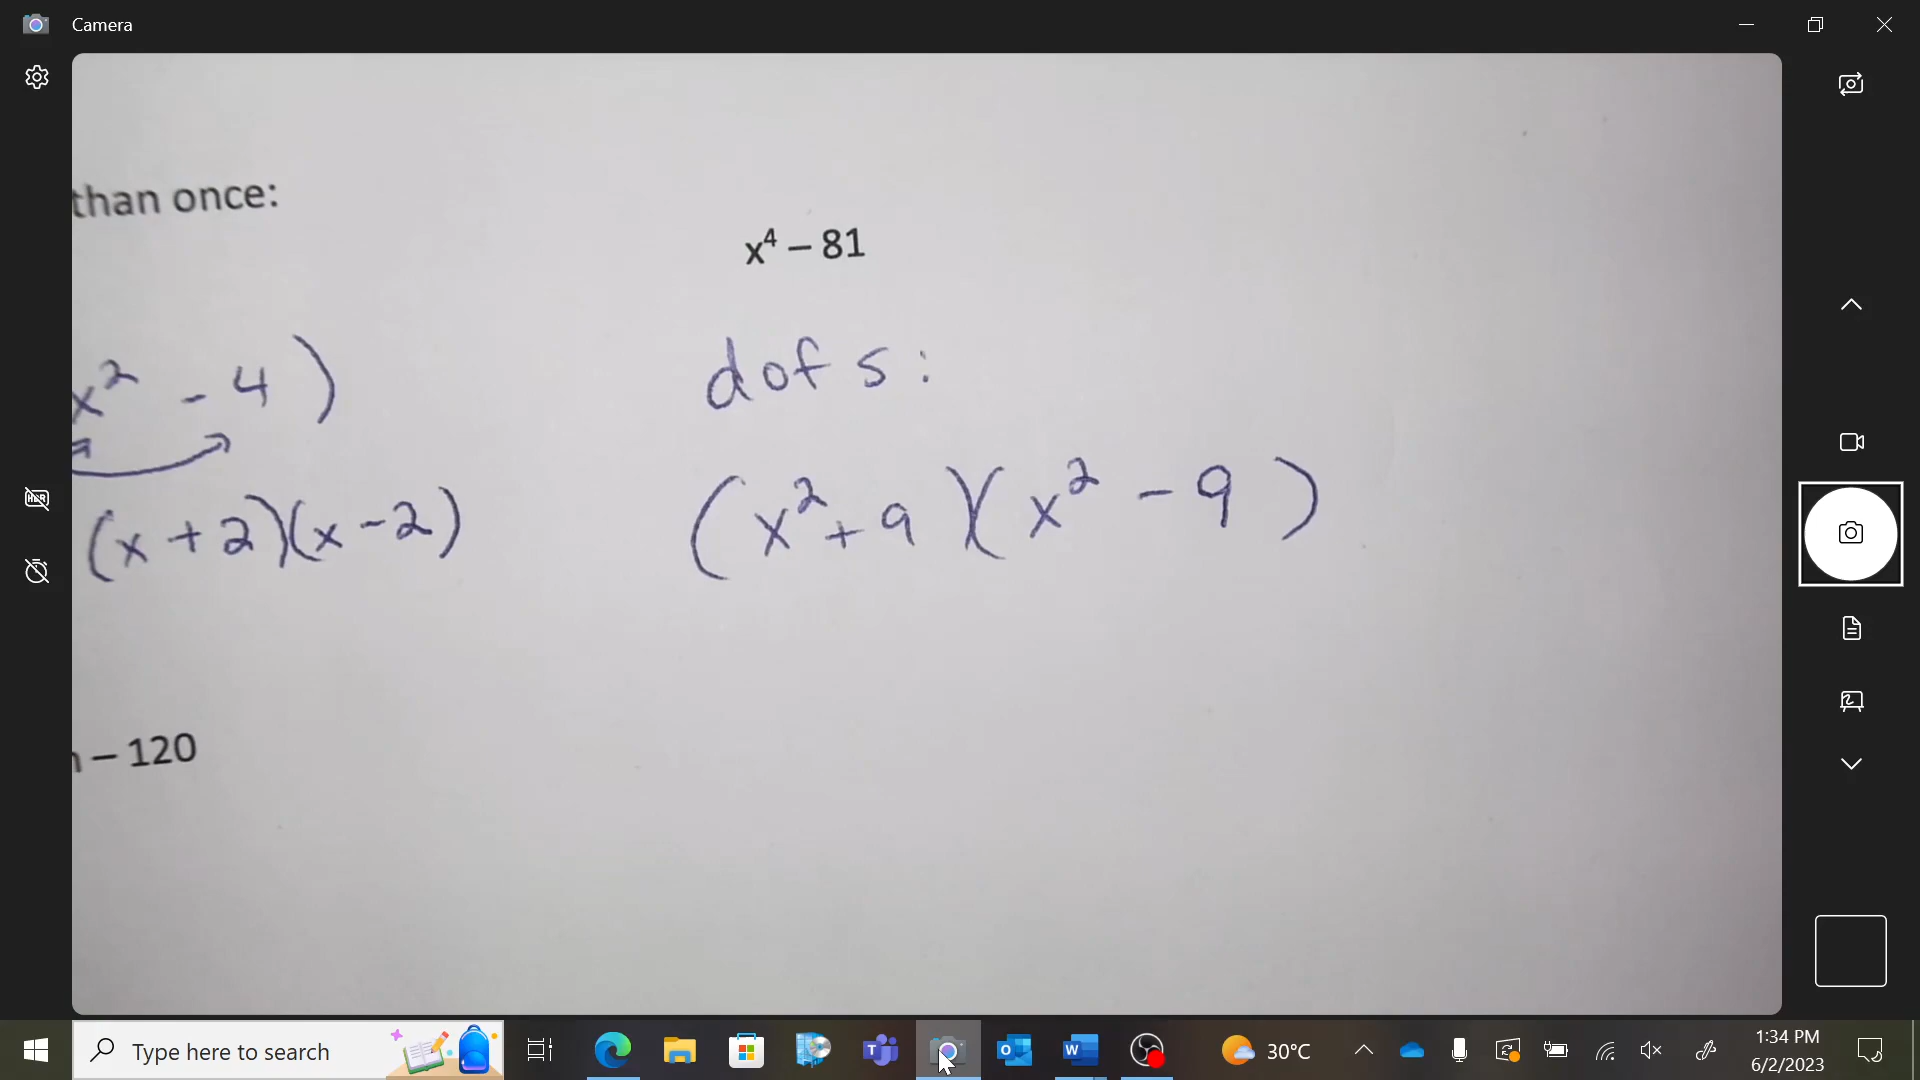 Camera
than once:
x⁴ – 81
x² - 4 )
d of s :
(x + 2)(x - 2)
( x² + 9 )( x² - 9 )
– 120
Type here to search
30°C
1:34 PM
6/2/2023